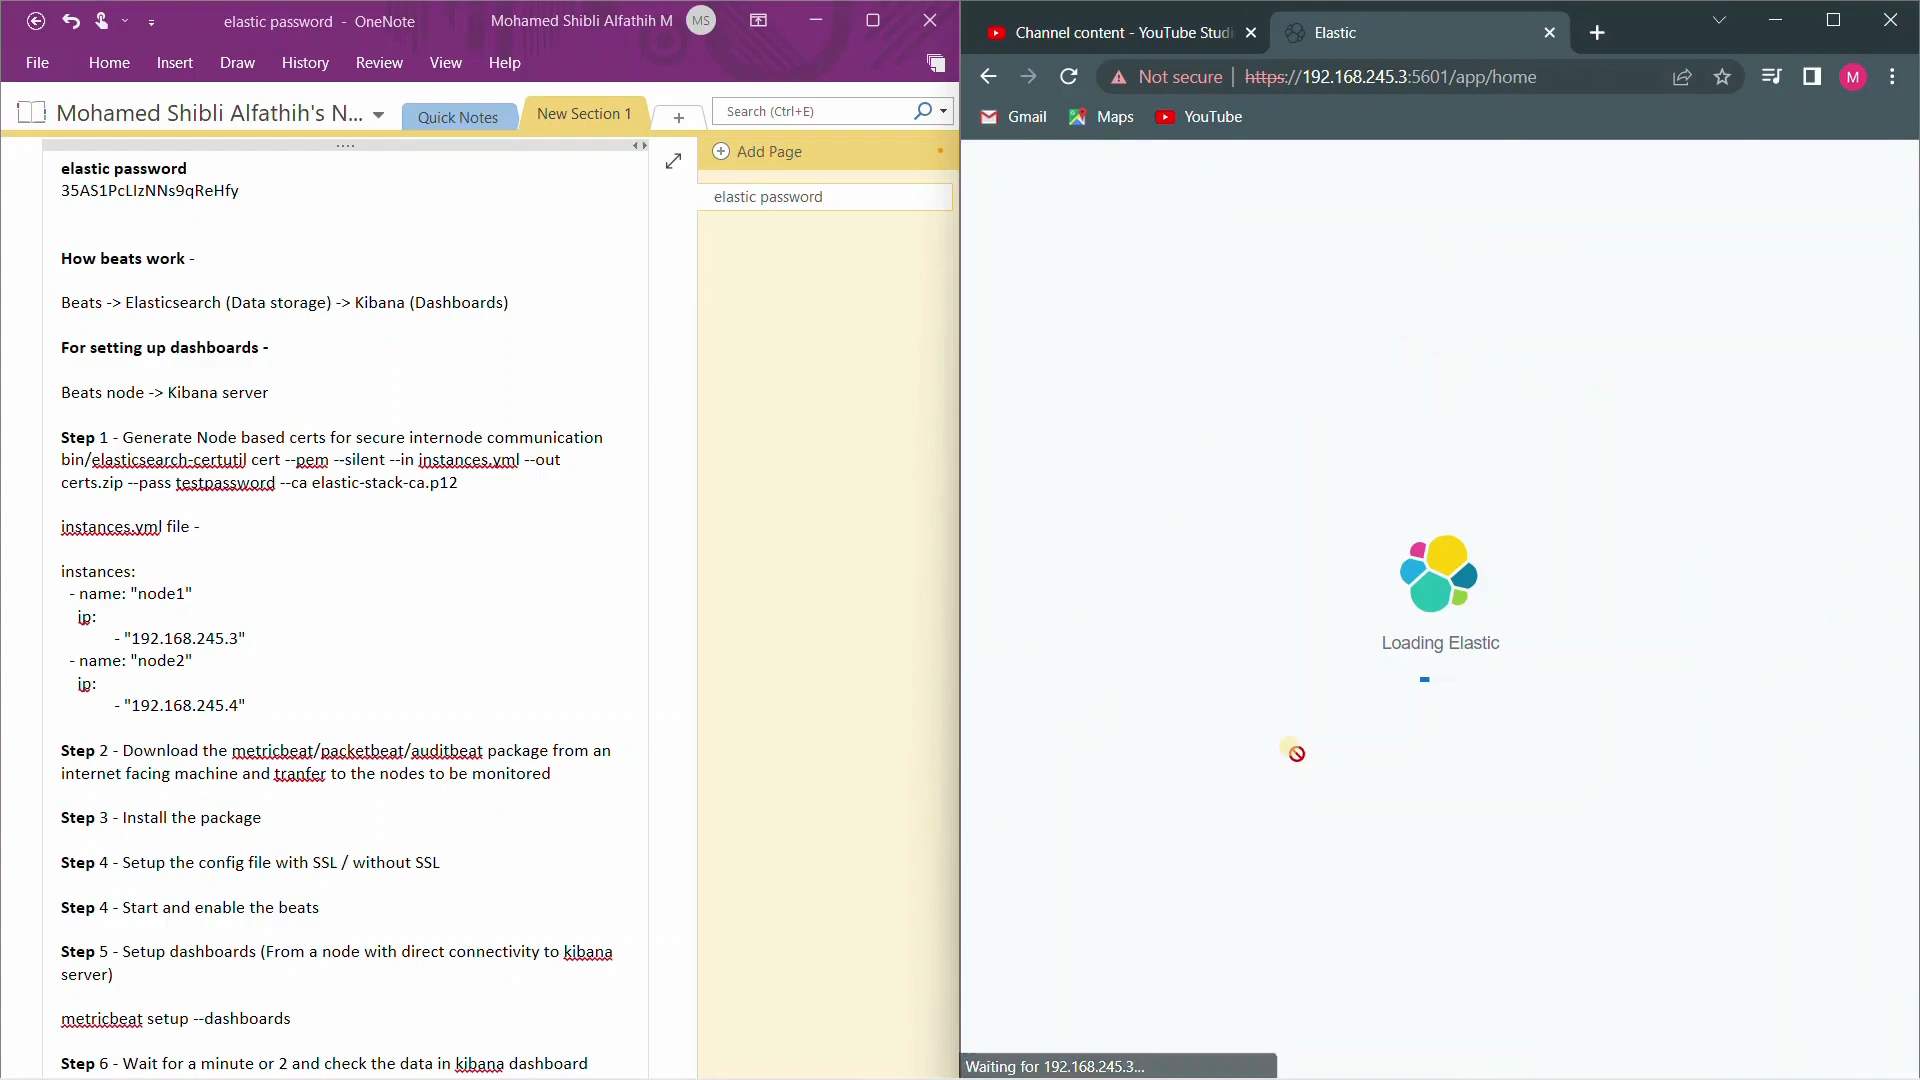 elastic password - OneNote
Mohamed Shibli Alfathih M
MS
File
Home
Insert
Draw
History
Review
View
Help
Mohamed Shibli Alfathih's N...
Quick Notes
New Section 1
+
Search (Ctrl+E)
Add Page
elastic password
elastic password
35AS1PcLIzNNs9qReHfy
How beats work -
Beats -> Elasticsearch (Data storage) -> Kibana (Dashboards)
For setting up dashboards -
Beats node -> Kibana server
Step 1 - Generate Node based certs for secure internode communication
bin/elasticsearch-certutil cert --pem --silent --in instances.yml --out
certs.zip --pass testpassword --ca elastic-stack-ca.p12
instances.yml file -
instances:
- name: "node1"
ip:
- "192.168.245.3"
- name: "node2"
ip:
- "192.168.245.4"
Step 2 - Download the metricbeat/packetbeat/auditbeat package from an
internet facing machine and tranfer to the nodes to be monitored
Step 3 - Install the package
Step 4 - Setup the config file with SSL / without SSL
Step 4 - Start and enable the beats
Step 5 - Setup dashboards (From a node with direct connectivity to kibana
server)
metricbeat setup --dashboards
Step 6 - Wait for a minute or 2 and check the data in kibana dashboard
Channel content - YouTube Studi
Elastic
Not secure
https://192.168.245.3:5601/app/home
M
Gmail
Maps
YouTube
Loading Elastic
Waiting for 192.168.245.3...